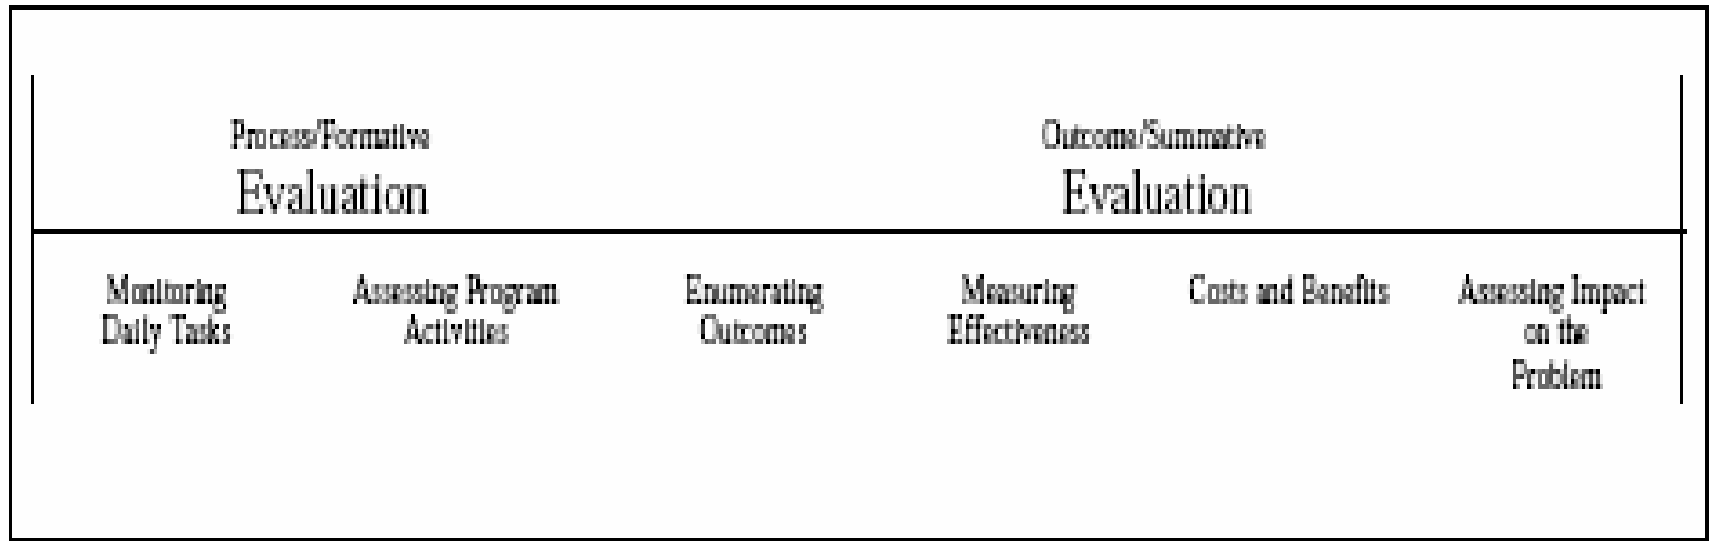 Process/Formative
Evaluation
Outcome/Summative
Evaluation
Monitoring
Daily Tasks
Assessing Program
Activities
Enumerating
Outcomes
Measuring
Effectiveness
Costs and Benefits
Assessing Impact
on the
Problem